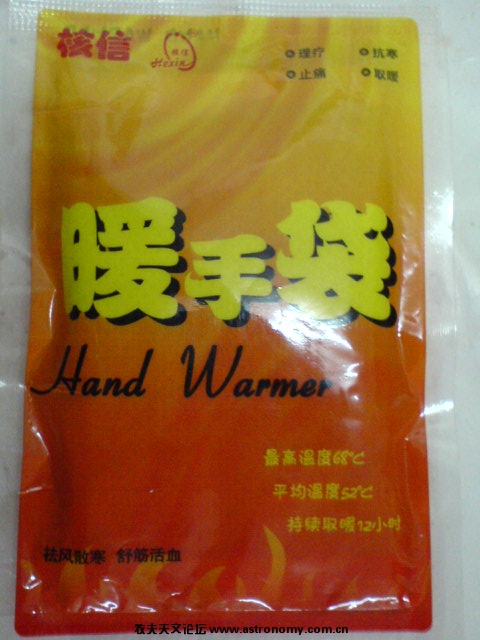 核信 Hexin
理疗 抗寒
止痛 取暖
暖手袋
Hand Warmer
最高温度68℃
平均温度52℃
持续取暖12小时
祛风散寒 舒筋活血
牧夫天文论坛 www.astronomy.com.cn